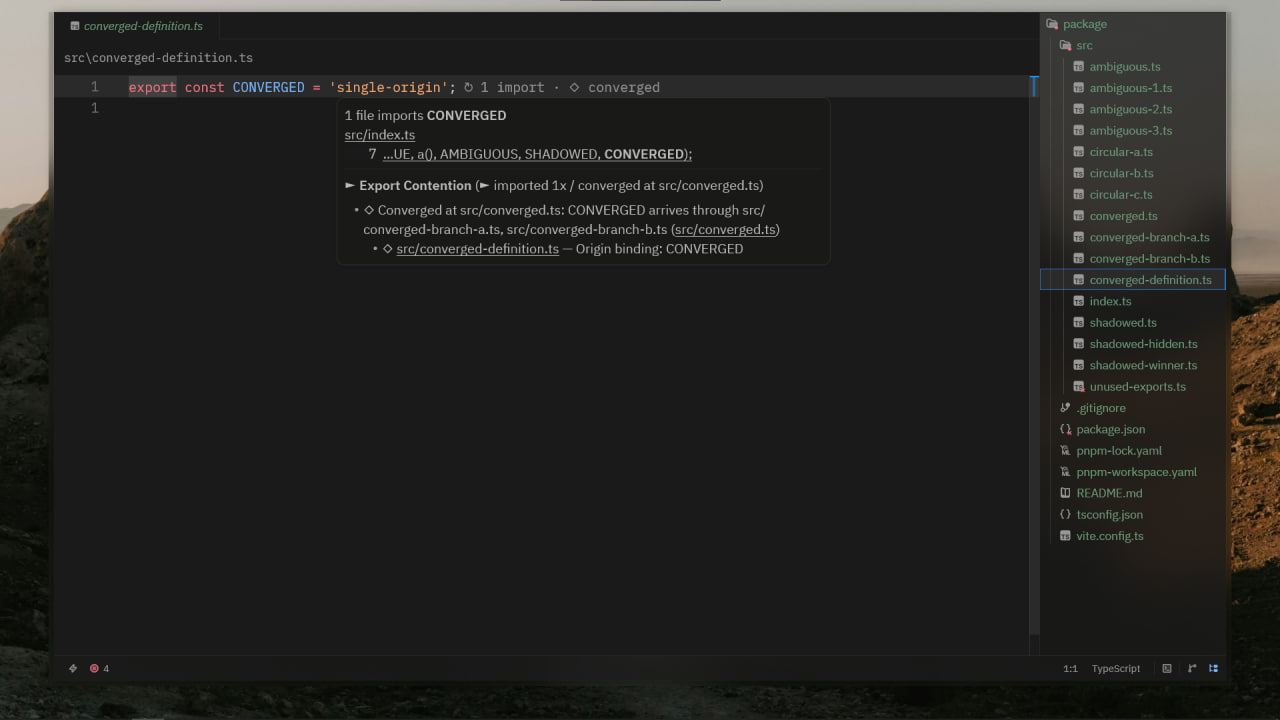 converged-definition.ts
src\converged-definition.ts
1 export const CONVERGED = 'single-origin'; ↻ 1 import · ◇ converged
1
1 file imports CONVERGED
src/index.ts
7 ...UE, a(), AMBIGUOUS, SHADOWED, CONVERGED);
► Export Contention (► imported 1x / converged at src/converged.ts)
• ◇ Converged at src/converged.ts: CONVERGED arrives through src/
converged-branch-a.ts, src/converged-branch-b.ts (src/converged.ts)
• ◇ src/converged-definition.ts — Origin binding: CONVERGED
package
src
ambiguous.ts
ambiguous-1.ts
ambiguous-2.ts
ambiguous-3.ts
circular-a.ts
circular-b.ts
circular-c.ts
converged.ts
converged-branch-a.ts
converged-branch-b.ts
converged-definition.ts
index.ts
shadowed.ts
shadowed-hidden.ts
shadowed-winner.ts
unused-exports.ts
.gitignore
package.json
pnpm-lock.yaml
pnpm-workspace.yaml
README.md
tsconfig.json
vite.config.ts
4
1:1 TypeScript